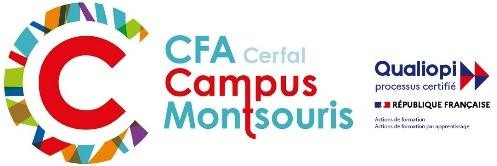 C
CFA Cerfal
Campus
Montsouris
Qualiopi
processus certifié
RÉPUBLIQUE FRANÇAISE
Actions de formation
Actions de formation par apprentissage